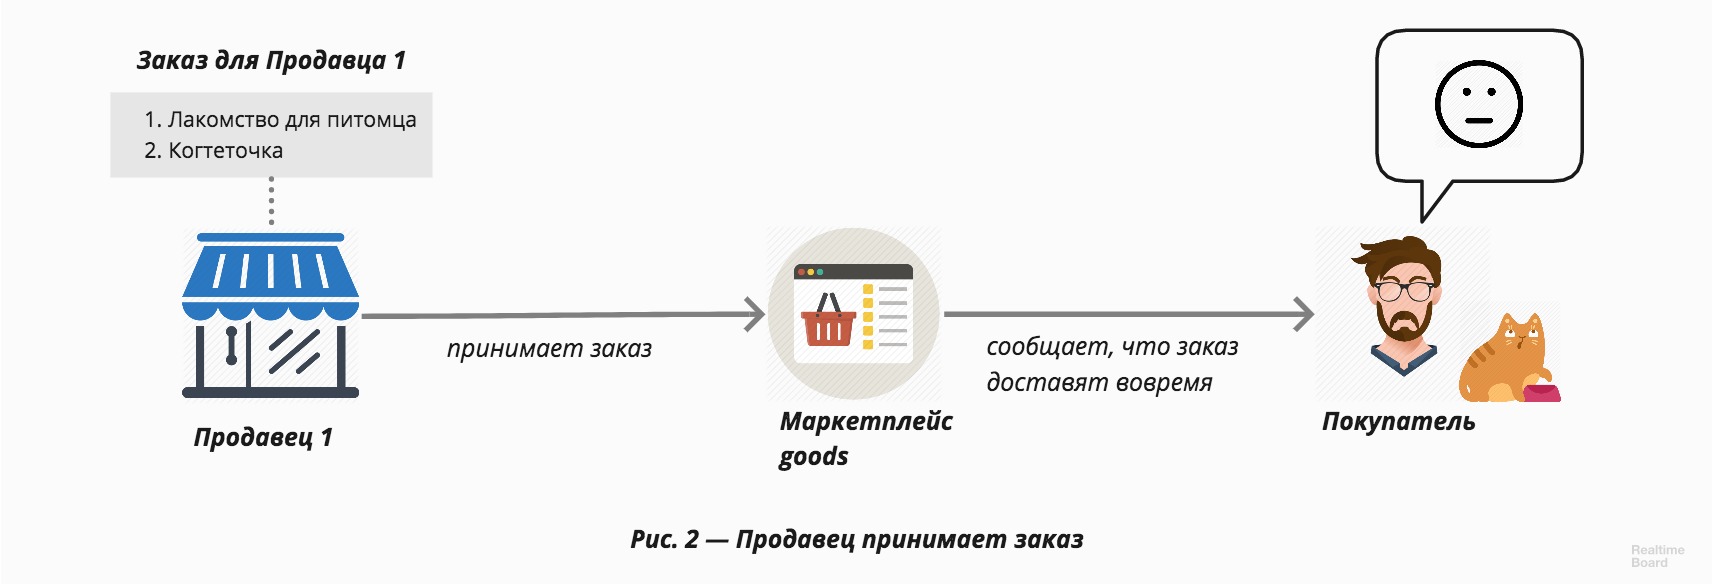 Заказ для Продавца 1
1. Лакомство для питомца
2. Когтеточка
принимает заказ
сообщает, что заказ
доставят вовремя
Продавец 1
Маркетплейс
goods
Покупатель
Рис. 2 — Продавец принимает заказ
Realtime
Board